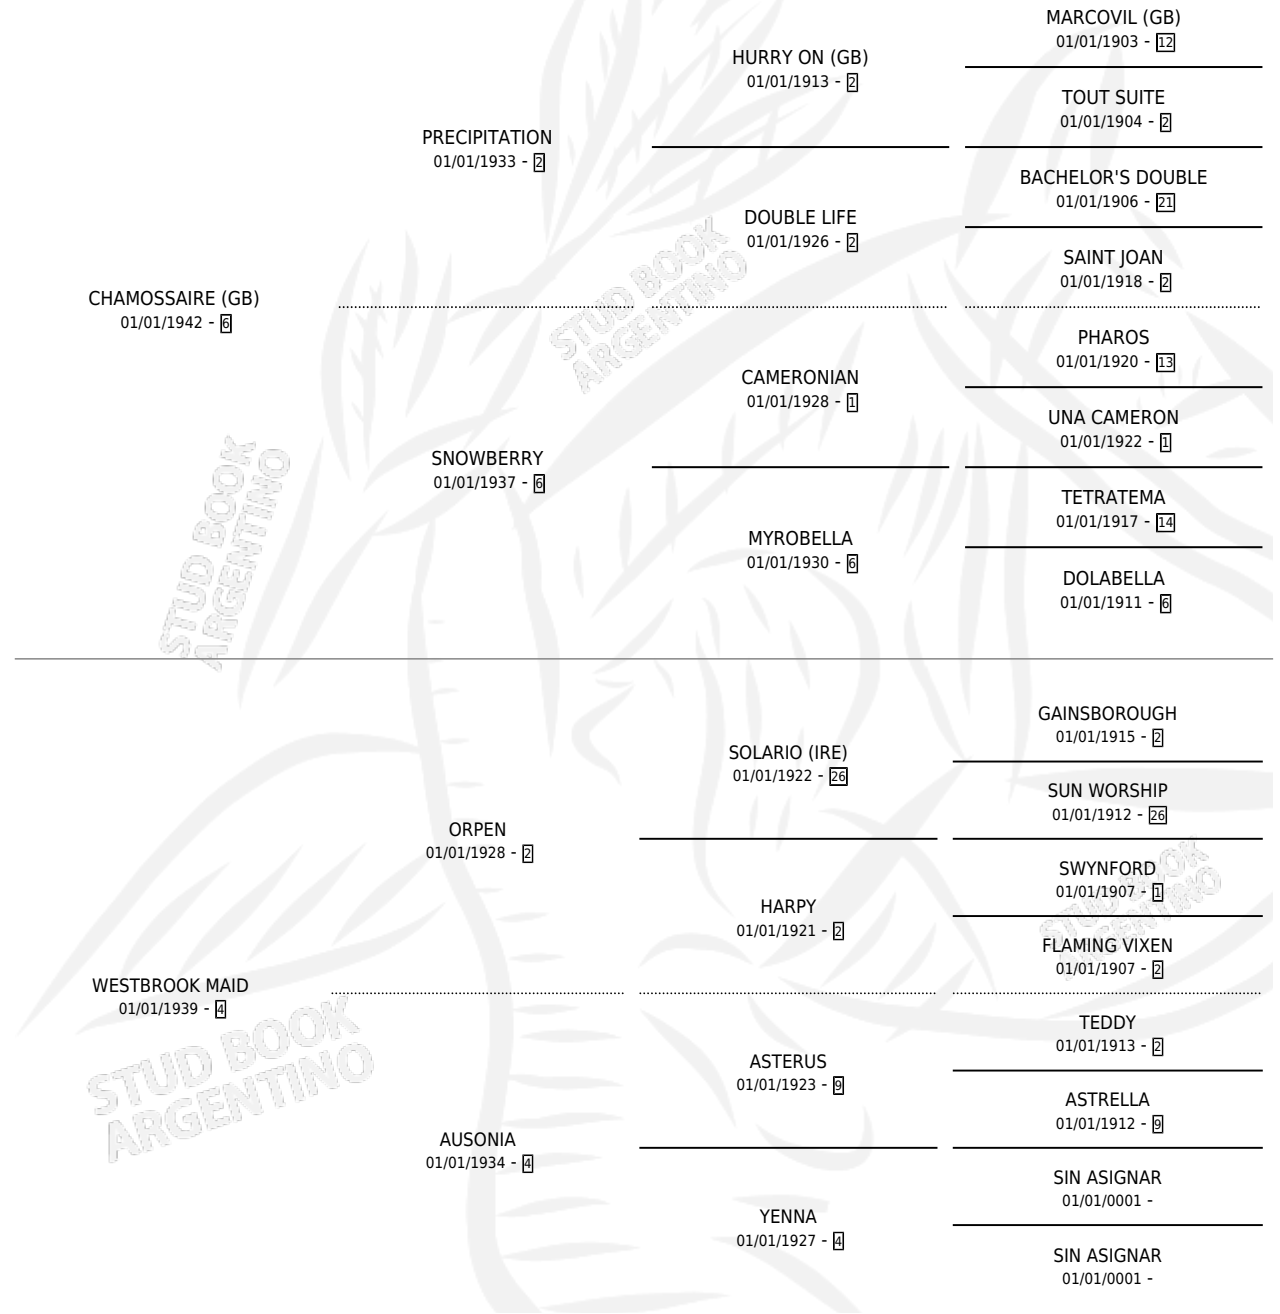 MARCOVIL (GB)
01/01/1903 - 12
HURRY ON (GB)
01/01/1913 - 2
TOUT SUITE
01/01/1904 - 2
PRECIPITATION
01/01/1933 - 2
BACHELOR'S DOUBLE
01/01/1906 - 21
DOUBLE LIFE
01/01/1926 - 2
SAINT JOAN
01/01/1918 - 2
CHAMOSSAIRE (GB)
01/01/1942 - 6
PHAROS
01/01/1920 - 13
CAMERONIAN
01/01/1928 - 1
UNA CAMERON
01/01/1922 - 1
SNOWBERRY
01/01/1937 - 6
TETRATEMA
01/01/1917 - 14
MYROBELLA
01/01/1930 - 6
DOLABELLA
01/01/1911 - 6
STUD BOOK
ARGENTINO
STUD BOOK
ARGENTINO
GAINSBOROUGH
01/01/1915 - 2
SOLARIO (IRE)
01/01/1922 - 26
SUN WORSHIP
01/01/1912 - 26
ORPEN
01/01/1928 - 2
SWYNFORD
01/01/1907 - 1
HARPY
01/01/1921 - 2
FLAMING VIXEN
01/01/1907 - 2
WESTBROOK MAID
01/01/1939 - 4
TEDDY
01/01/1913 - 2
ASTERUS
01/01/1923 - 9
ASTRELLA
01/01/1912 - 9
AUSONIA
01/01/1934 - 4
SIN ASIGNAR
01/01/0001 -
YENNA
01/01/1927 - 4
SIN ASIGNAR
01/01/0001 -
STUD BOOK
ARGENTINO
STUD BOOK
ARGENTINO